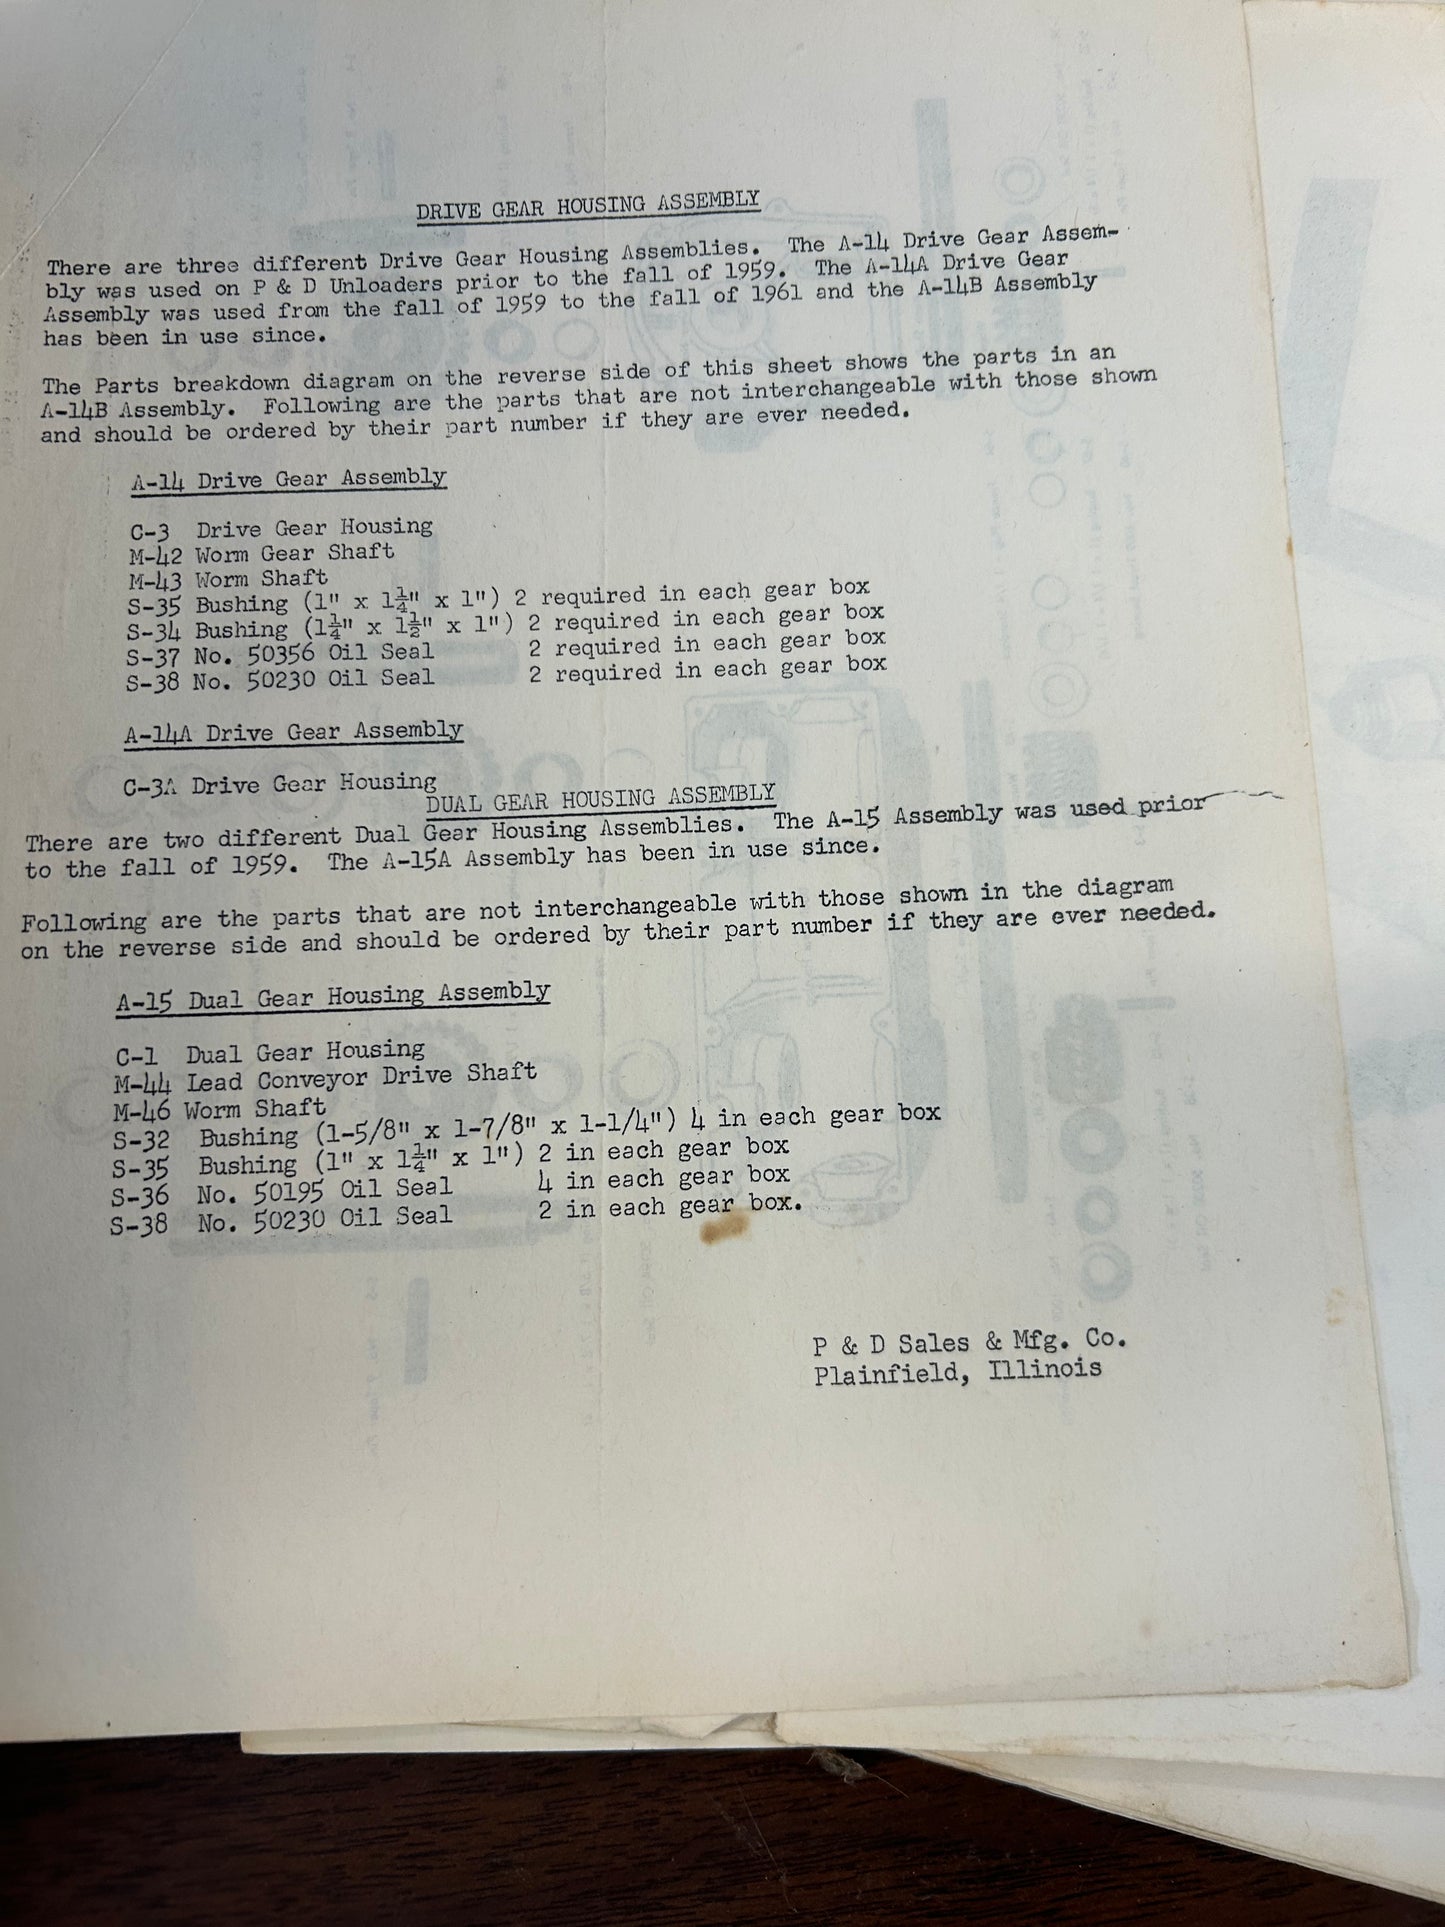 DRIVE GEAR HOUSING ASSEMBLY
There are three different Drive Gear Housing Assemblies. The A-14 Drive Gear Assem-
bly was used on P & D Unloaders prior to the fall of 1959. The A-14A Drive Gear
Assembly was used from the fall of 1959 to the fall of 1961 and the A-14B Assembly
has been in use since.
The Parts breakdown diagram on the reverse side of this sheet shows the parts in an
A-14B Assembly. Following are the parts that are not interchangeable with those shown
and should be ordered by their part number if they are ever needed.
A-14 Drive Gear Assembly
C-3 Drive Gear Housing
M-42 Worm Gear Shaft
M-43 Worm Shaft
S-35 Bushing (1" x 1¼" x 1") 2 required in each gear box
S-34 Bushing (1¼" x 1½" x 1") 2 required in each gear box
S-37 No. 50356 Oil Seal 2 required in each gear box
S-38 No. 50230 Oil Seal 2 required in each gear box
A-14A Drive Gear Assembly
C-3A Drive Gear Housing
DUAL GEAR HOUSING ASSEMBLY
There are two different Dual Gear Housing Assemblies. The A-15 Assembly was used prior
to the fall of 1959. The A-15A Assembly has been in use since.
Following are the parts that are not interchangeable with those shown in the diagram
on the reverse side and should be ordered by their part number if they are ever needed.
A-15 Dual Gear Housing Assembly
C-1 Dual Gear Housing
M-44 Lead Conveyor Drive Shaft
M-46 Worm Shaft
S-32 Bushing (1-5/8" x 1-7/8" x 1-1/4") 4 in each gear box
S-35 Bushing (1" x 1¼" x 1") 2 in each gear box
S-36 No. 50195 Oil Seal 4 in each gear box
S-38 No. 50230 Oil Seal 2 in each gear box.
P & D Sales & Mfg. Co.
Plainfield, Illinois